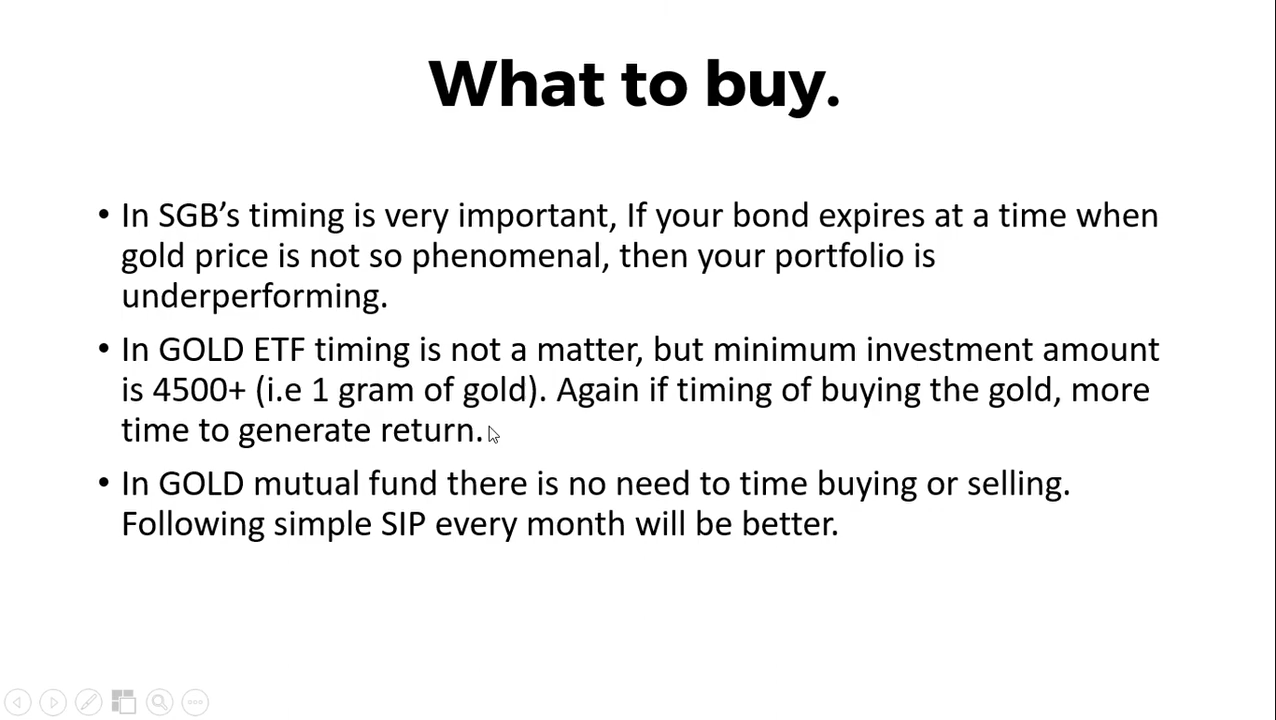 What to buy.
• In SGB’s timing is very important, If your bond expires at a time when
gold price is not so phenomenal, then your portfolio is
underperforming.
• In GOLD ETF timing is not a matter, but minimum investment amount
is 4500+ (i.e 1 gram of gold). Again if timing of buying the gold, more
time to generate return.
• In GOLD mutual fund there is no need to time buying or selling.
Following simple SIP every month will be better.